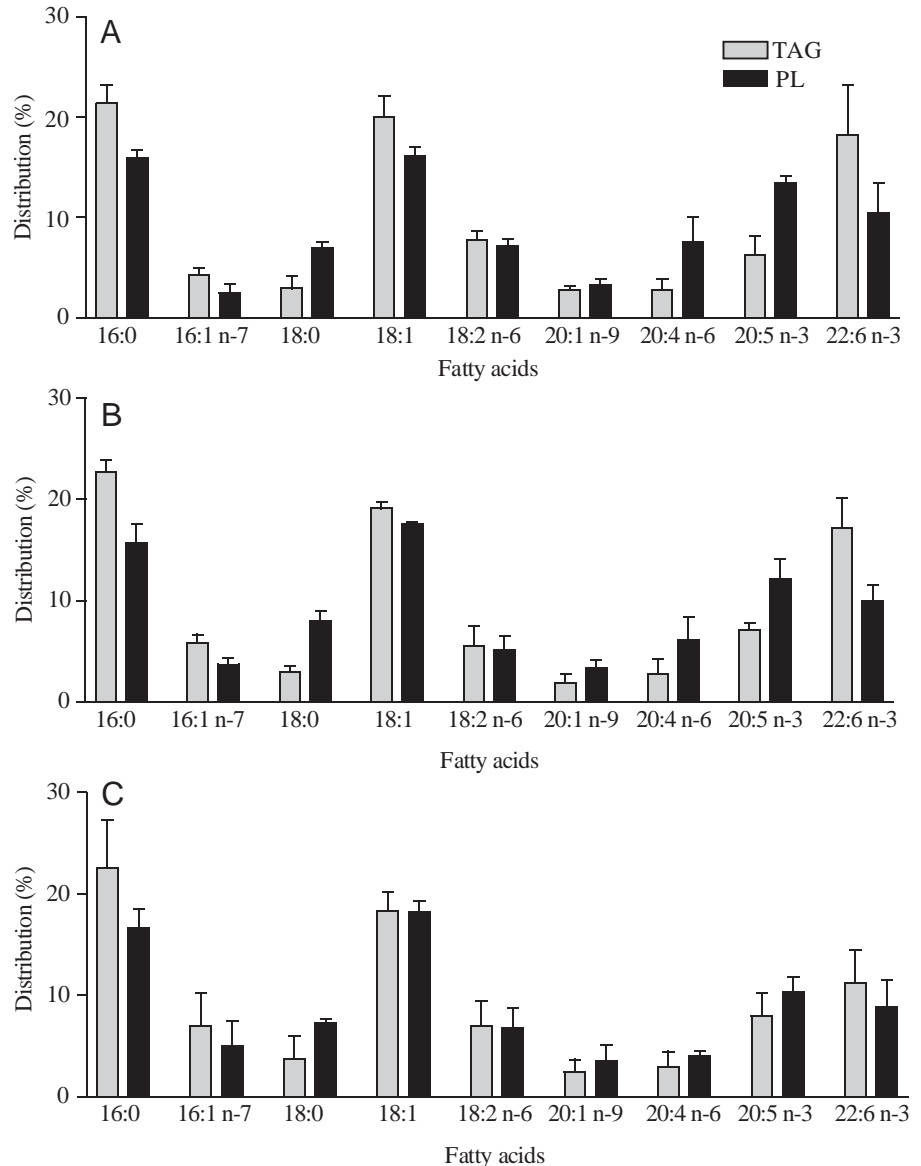 A
30
20
10
0
Distribution (%)
TAG
PL
16:0 16:1 n-7 18:0 18:1 18:2 n-6 20:1 n-9 20:4 n-6 20:5 n-3 22:6 n-3
Fatty acids
B
30
20
10
0
Distribution (%)
16:0 16:1 n-7 18:0 18:1 18:2 n-6 20:1 n-9 20:4 n-6 20:5 n-3 22:6 n-3
Fatty acids
C
30
20
10
0
Distribution (%)
16:0 16:1 n-7 18:0 18:1 18:2 n-6 20:1 n-9 20:4 n-6 20:5 n-3 22:6 n-3
Fatty acids